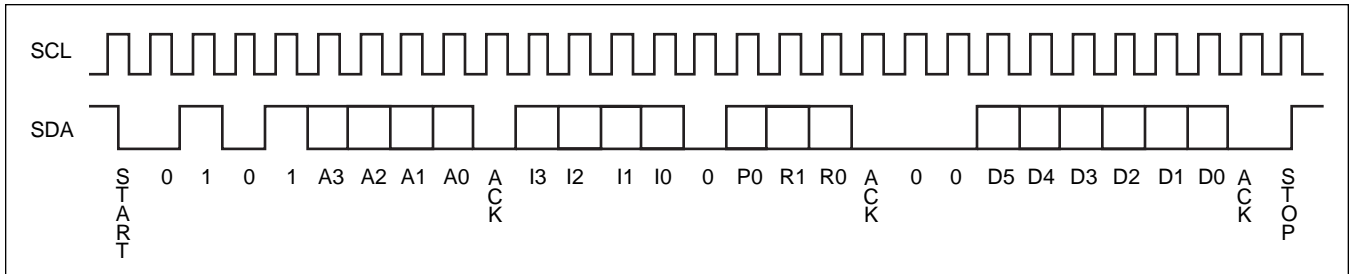 SCL
SDA
START 0 1 0 1 A3 A2 A1 A0 ACK I3 I2 I1 I0 0 P0 R1 R0 ACK 0 0 D5 D4 D3 D2 D1 D0 ACK STOP